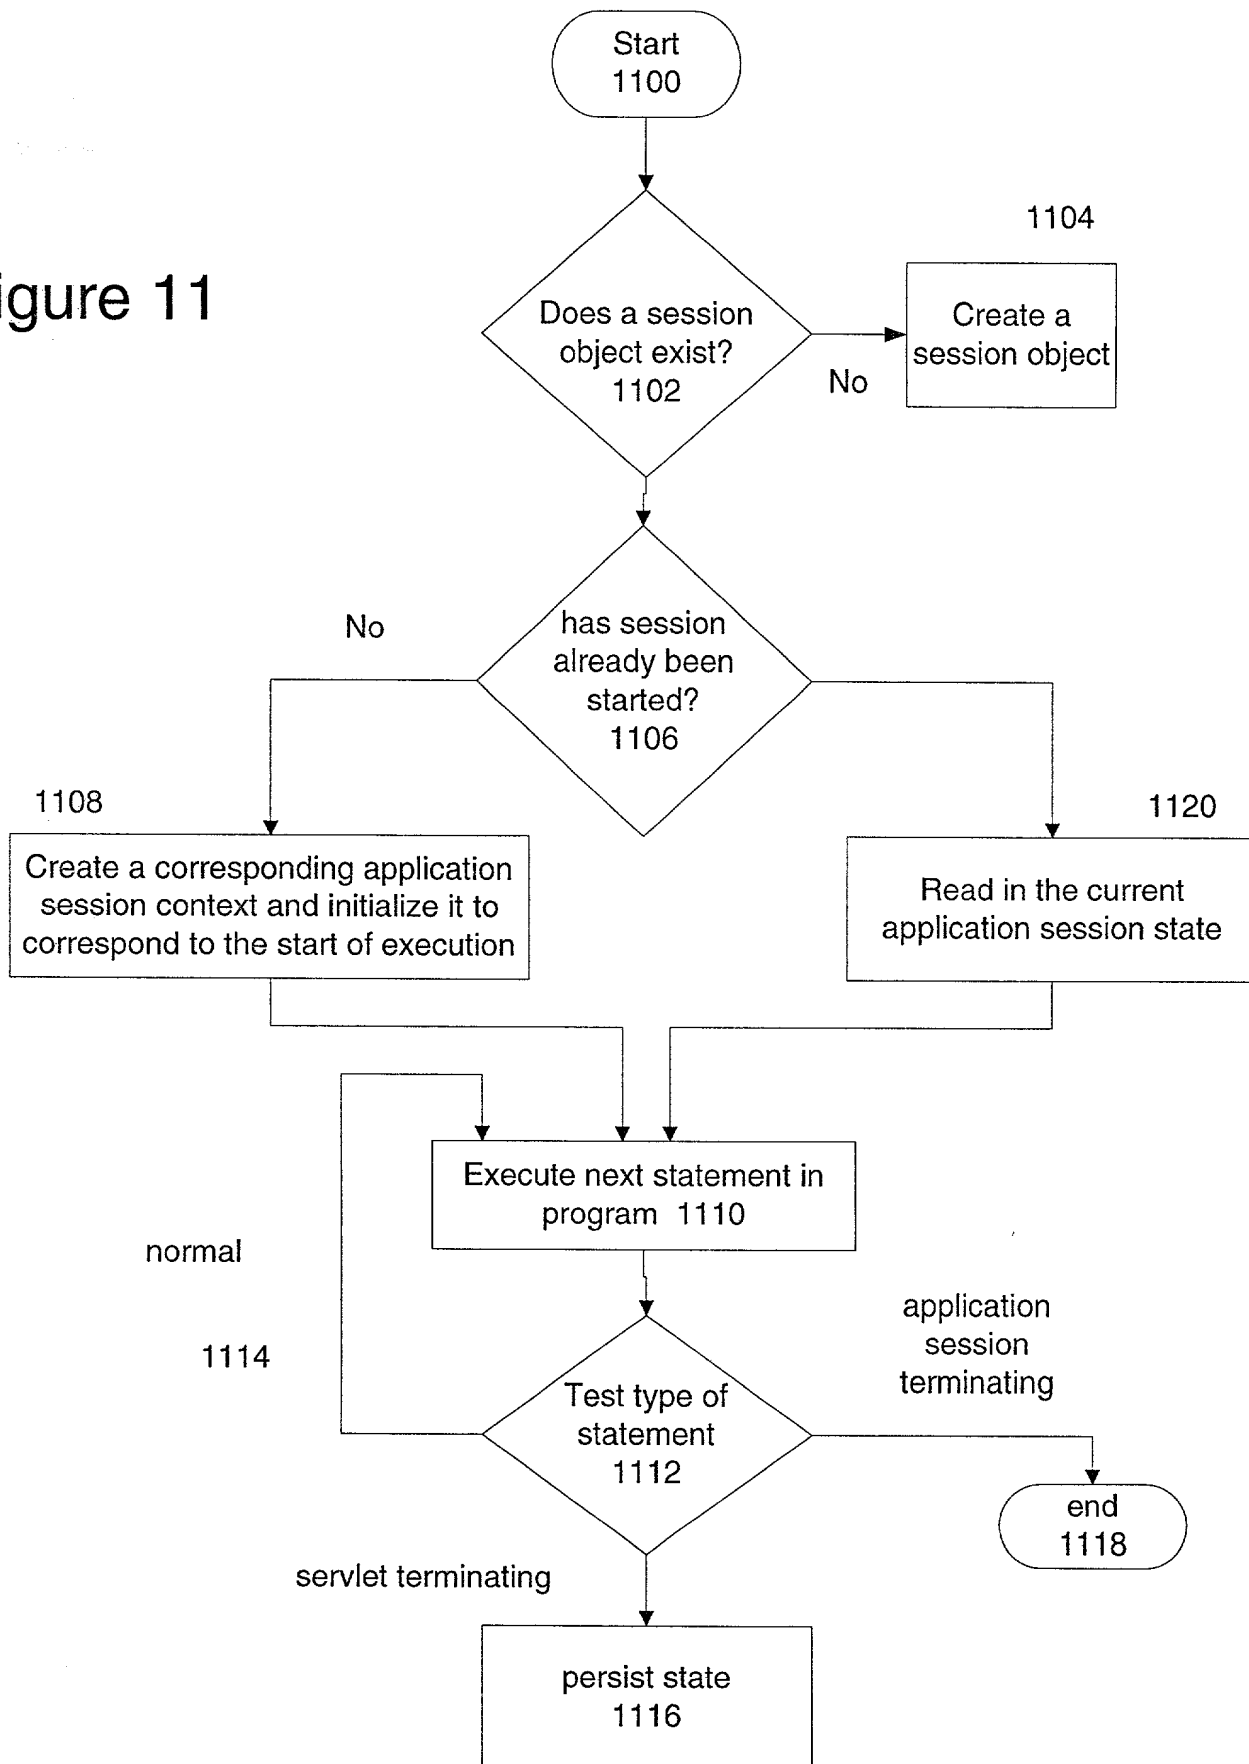 Start
1100
1104
igure 11
Does a session
object exist?
1102
Create a
session object
No
No
has session
already been
started?
1106
1108
1120
Create a corresponding application
session context and initialize it to
correspond to the start of execution
Read in the current
application session state
Execute next statement in
program 1110
normal
application
session
terminating
1114
Test type of
statement
1112
end
1118
servlet terminating
persist state
1116